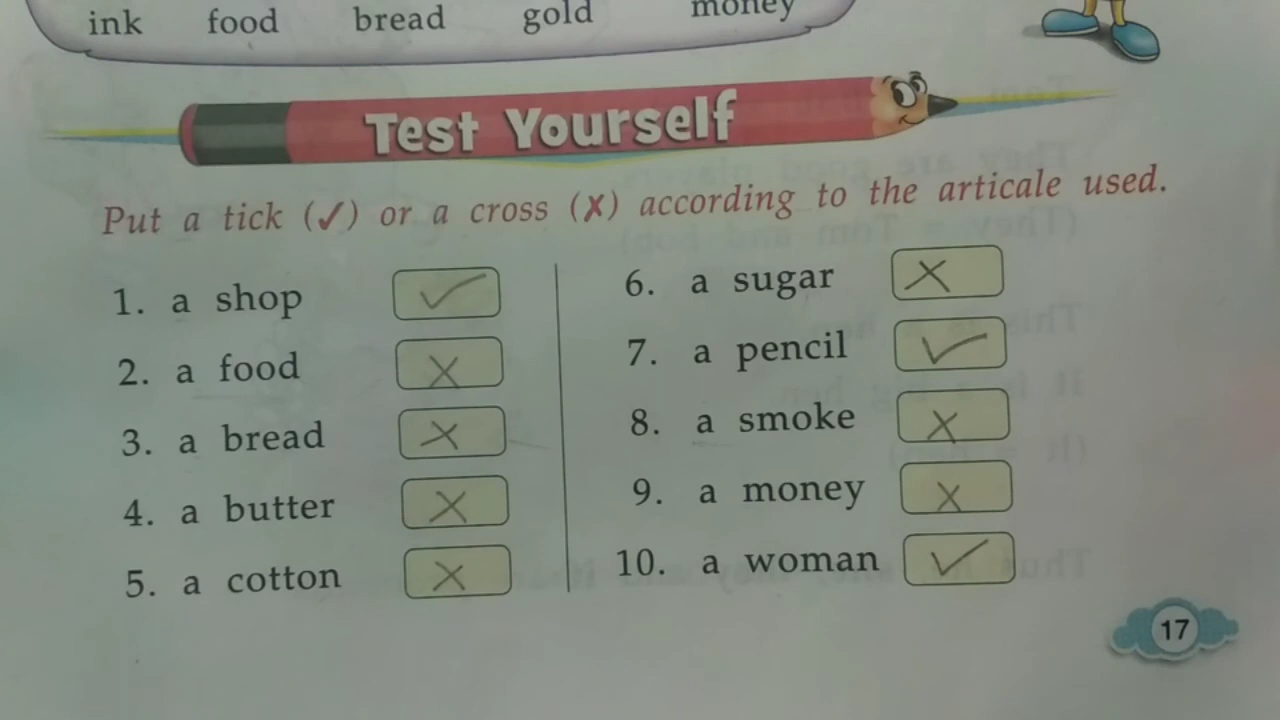 ink food bread gold money
Test Yourself
Put a tick (✓) or a cross (✗) according to the articale used.
1. a shop ✓
2. a food ✗
3. a bread ✗
4. a butter ✗
5. a cotton ✗
6. a sugar ✗
7. a pencil ✓
8. a smoke ✗
9. a money ✗
10. a woman ✓
17